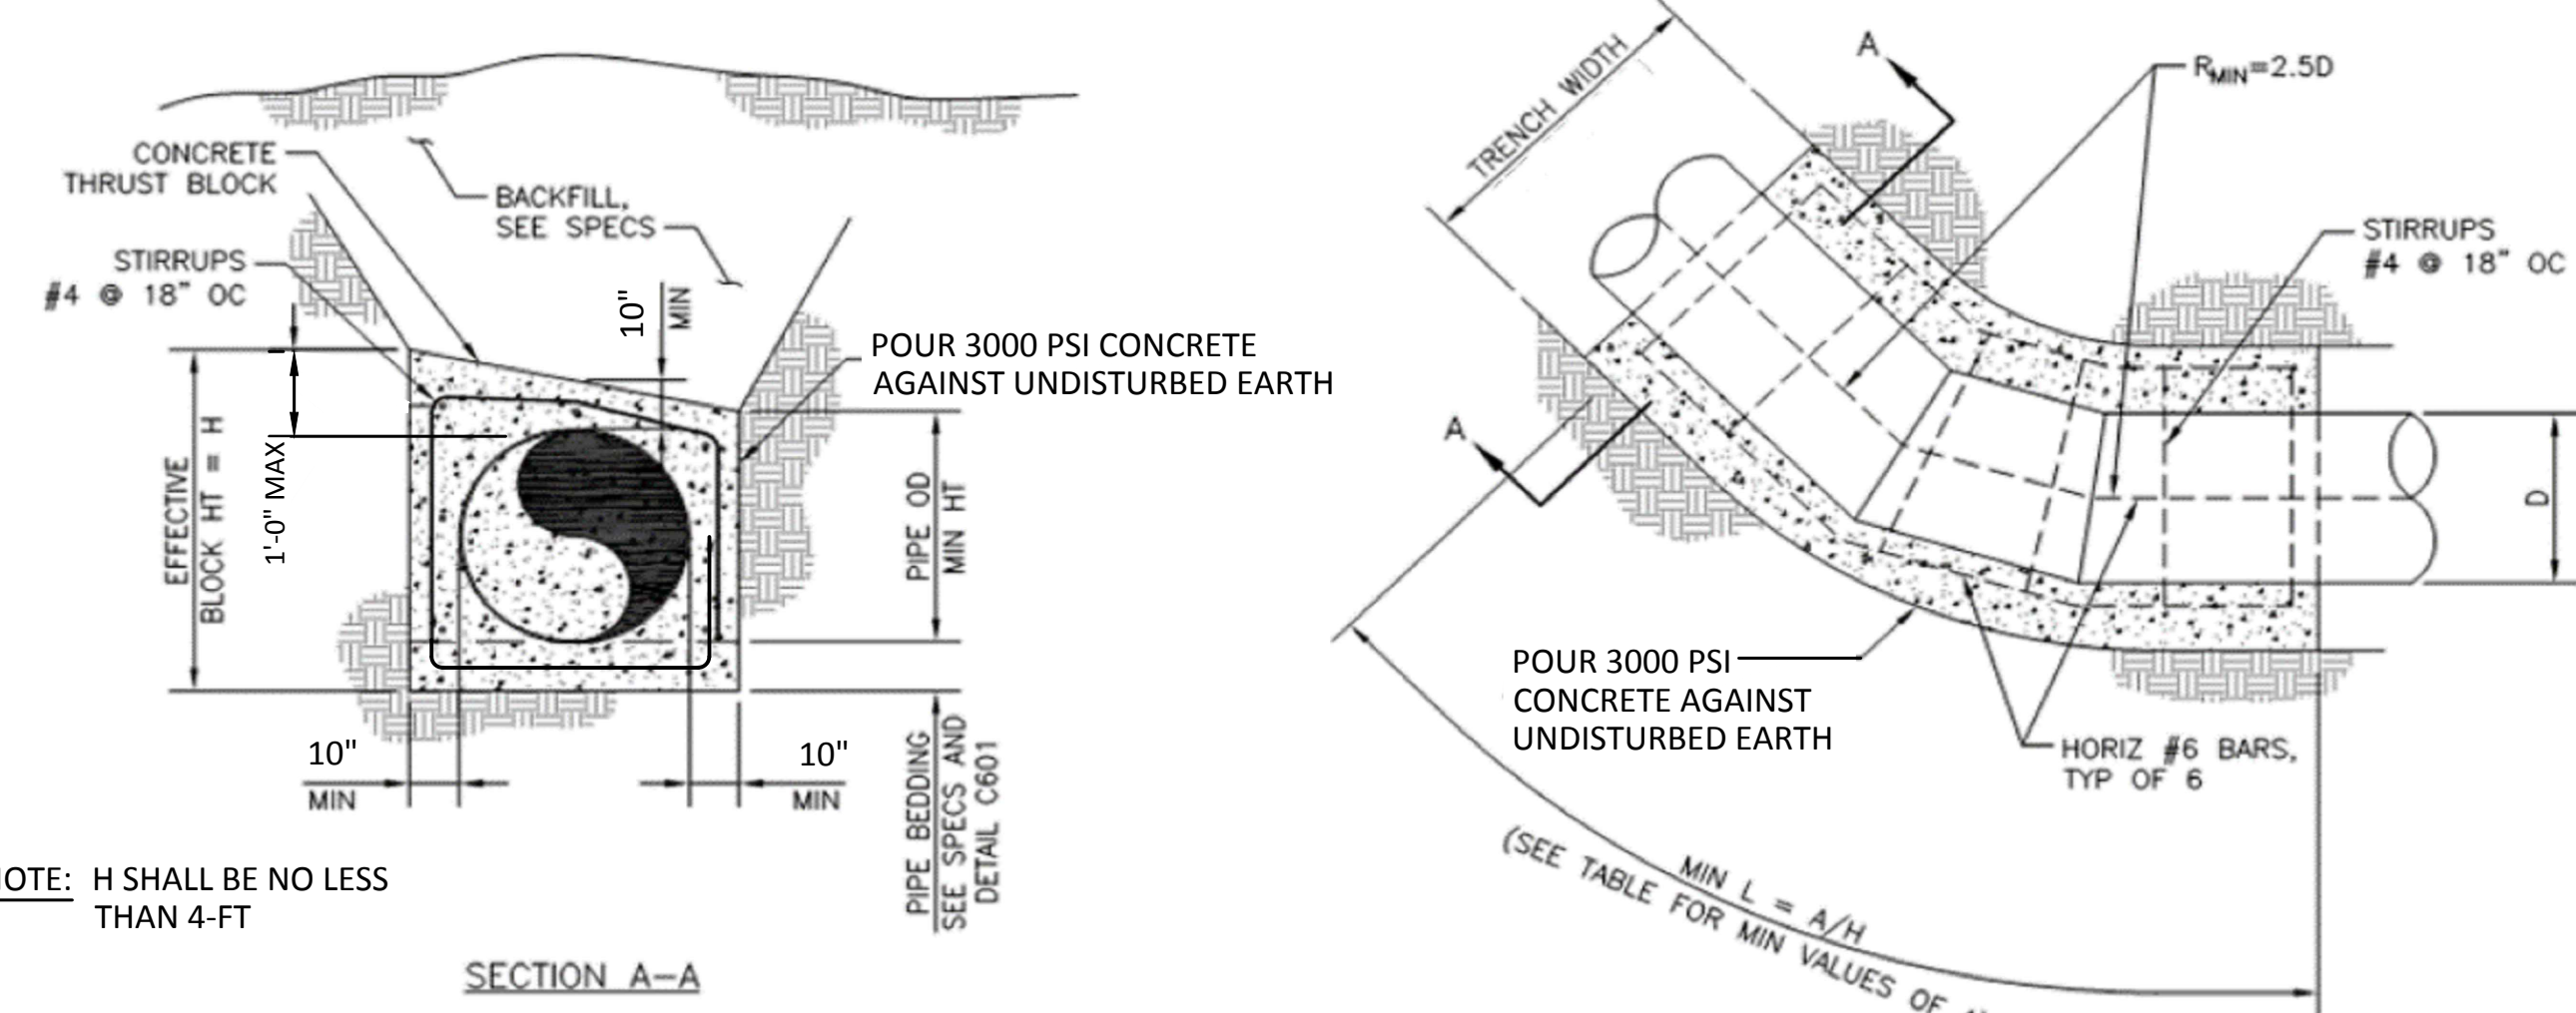 CONCRETE
THRUST BLOCK
STIRRUPS
#4 @ 18" OC
BACKFILL,
SEE SPECS
10"
MIN
POUR 3000 PSI CONCRETE
AGAINST UNDISTURBED EARTH
EFFECTIVE
BLOCK HT = H
1'-0" MAX
PIPE OD
MIN HT
10"
MIN
10"
MIN
PIPE BEDDING
SEE SPECS AND
DETAIL C601
H SHALL BE NO LESS
THAN 4-FT
SECTION A-A
TRENCH WIDTH
A
RMIN=2.5D
STIRRUPS
#4 @ 18" OC
A
D
POUR 3000 PSI
CONCRETE AGAINST
UNDISTURBED EARTH
HORIZ #6 BARS,
TYP OF 6
MIN L = A/H
(SEE TABLE FOR MIN VALUES OF